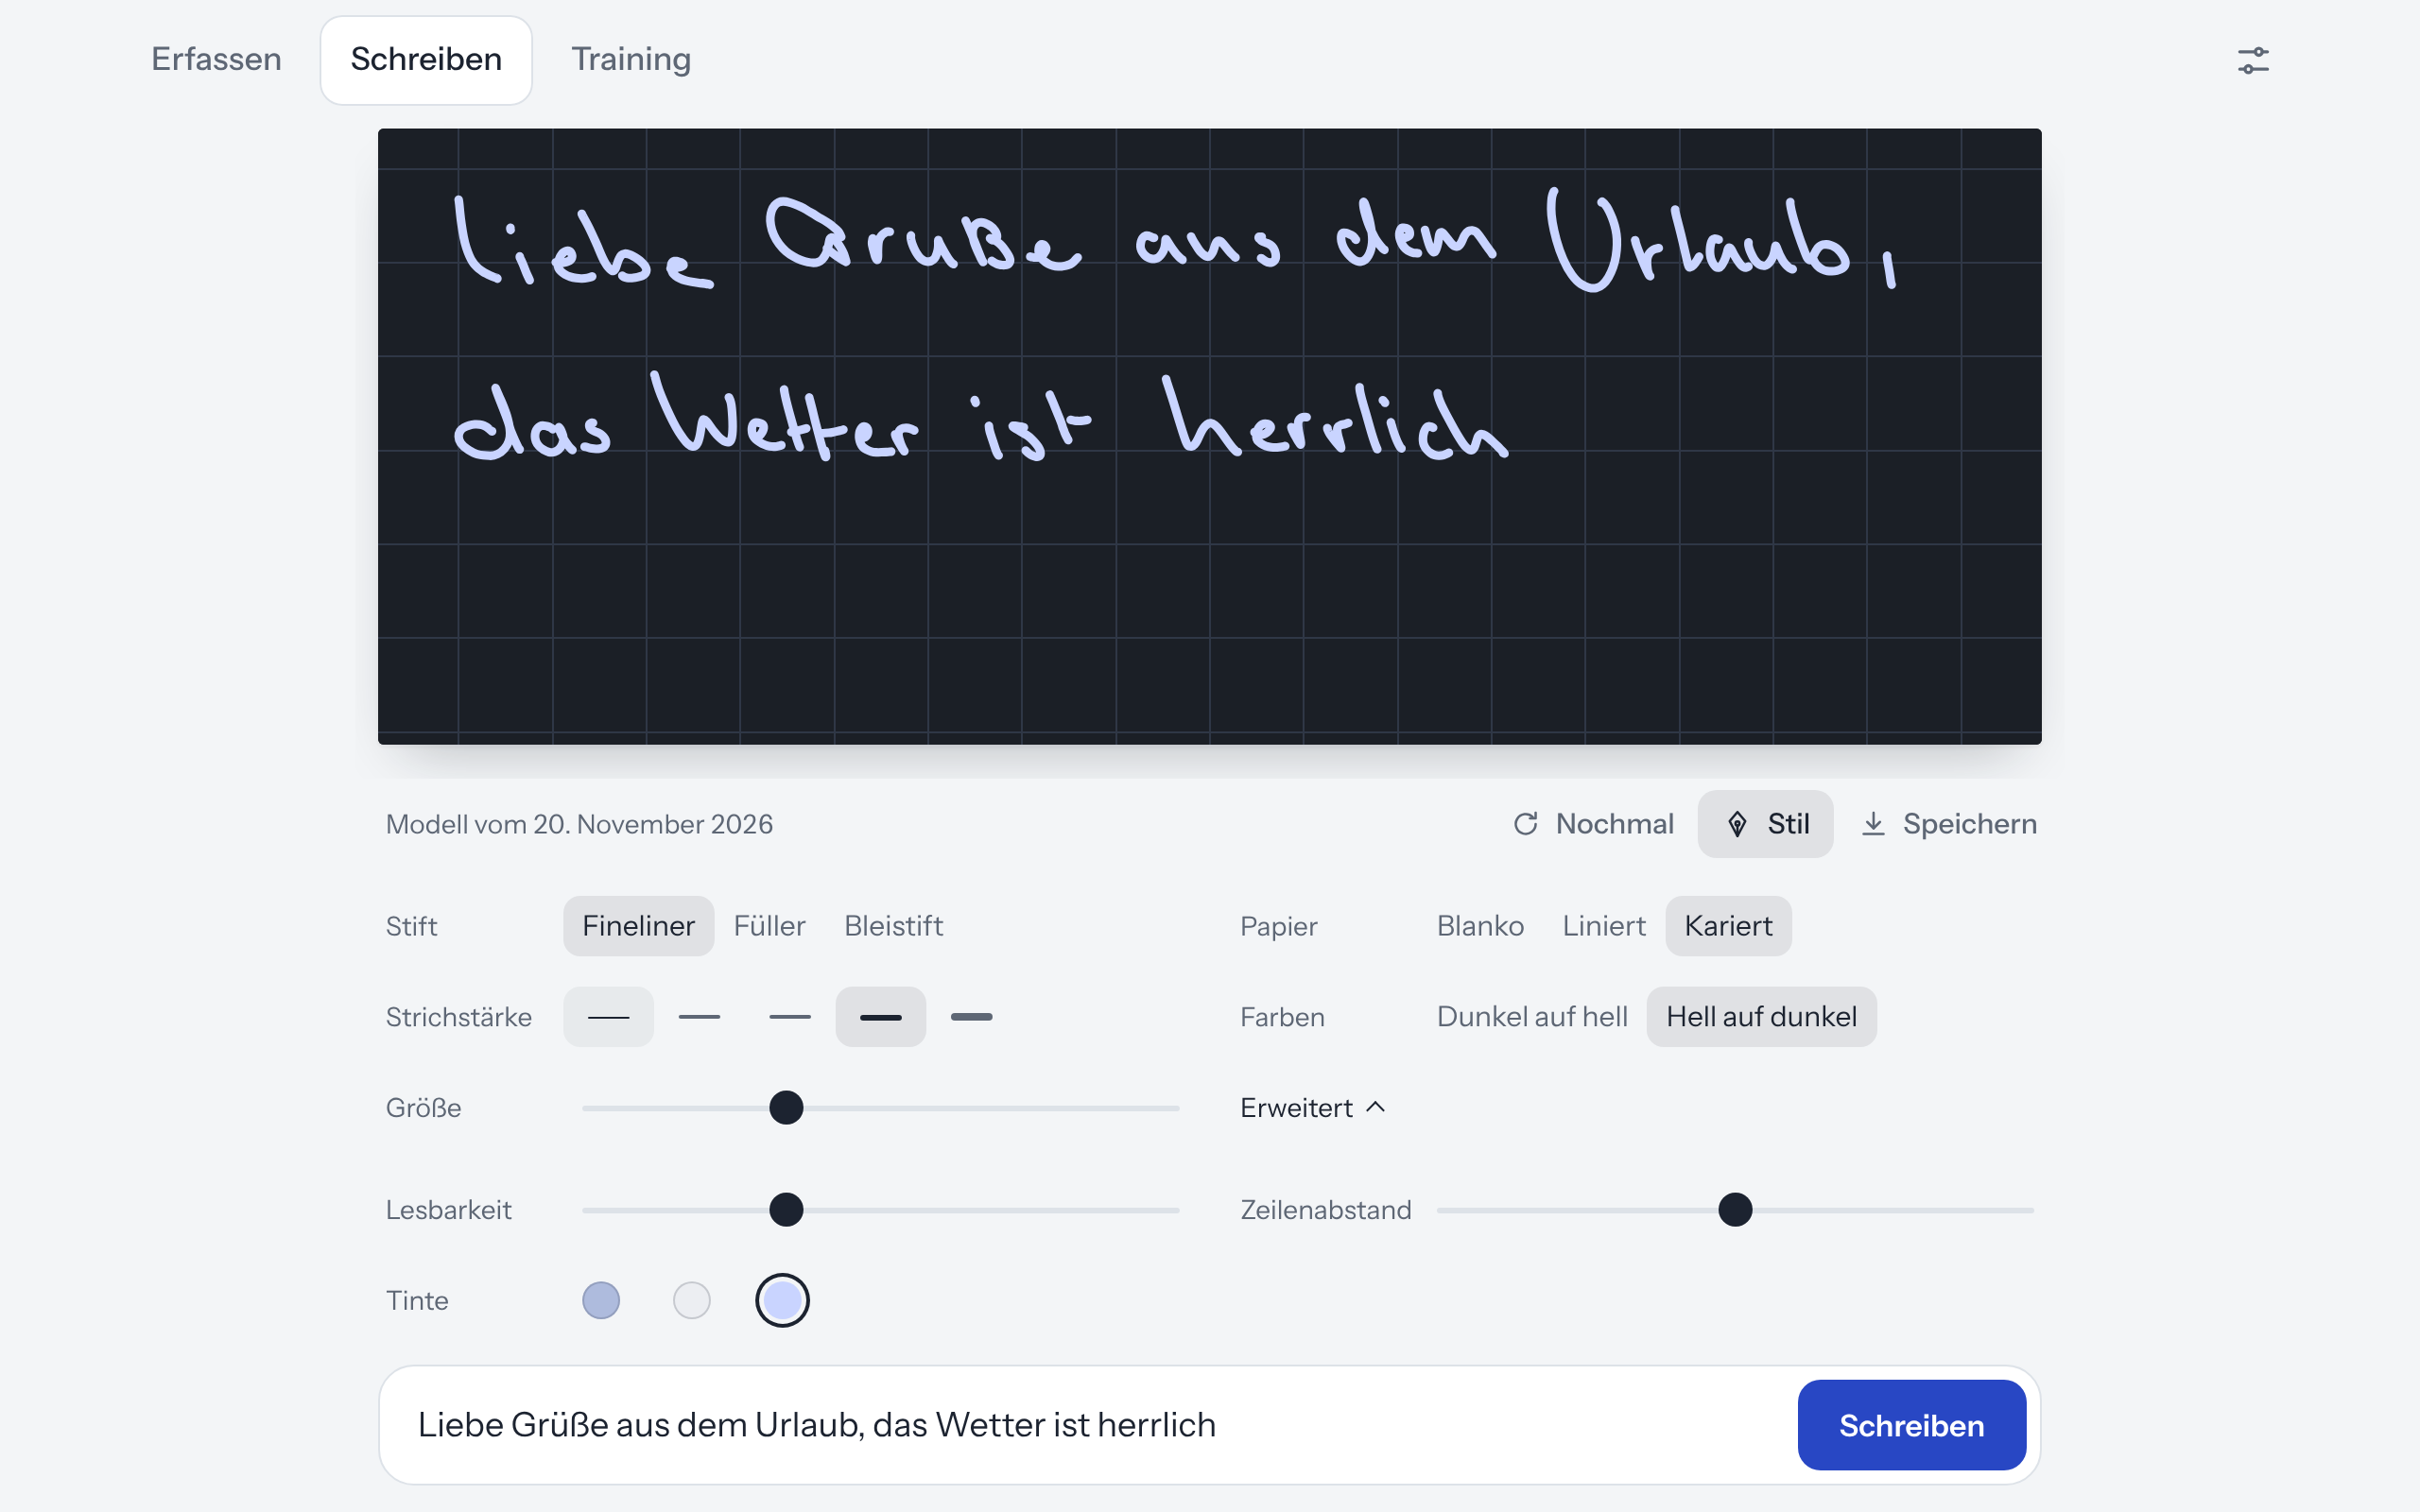 Erfassen Schreiben Training
Liebe Gruße aus dem Urlaub,
das Wetter ist herrlich
Modell vom 20. November 2026 Nochmal Stil Speichern
Stift Fineliner Füller Bleistift Papier Blanko Liniert Kariert
Strichstärke Farben Dunkel auf hell Hell auf dunkel
Größe Erweitert
Lesbarkeit Zeilenabstand
Tinte
Liebe Grüße aus dem Urlaub, das Wetter ist herrlich Schreiben